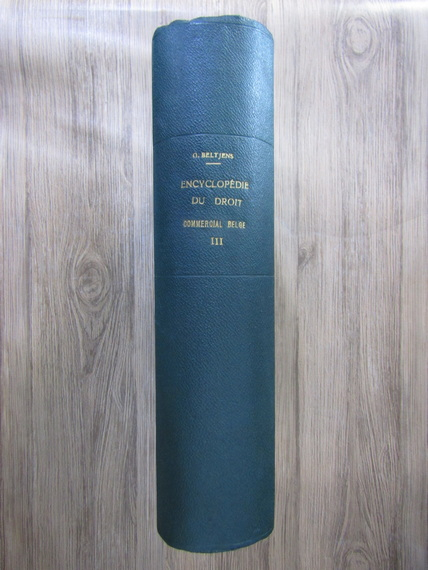 G. BELTJENS
ENCYCLOPÉDIE
DU DROIT
COMMERCIAL BELGE
III